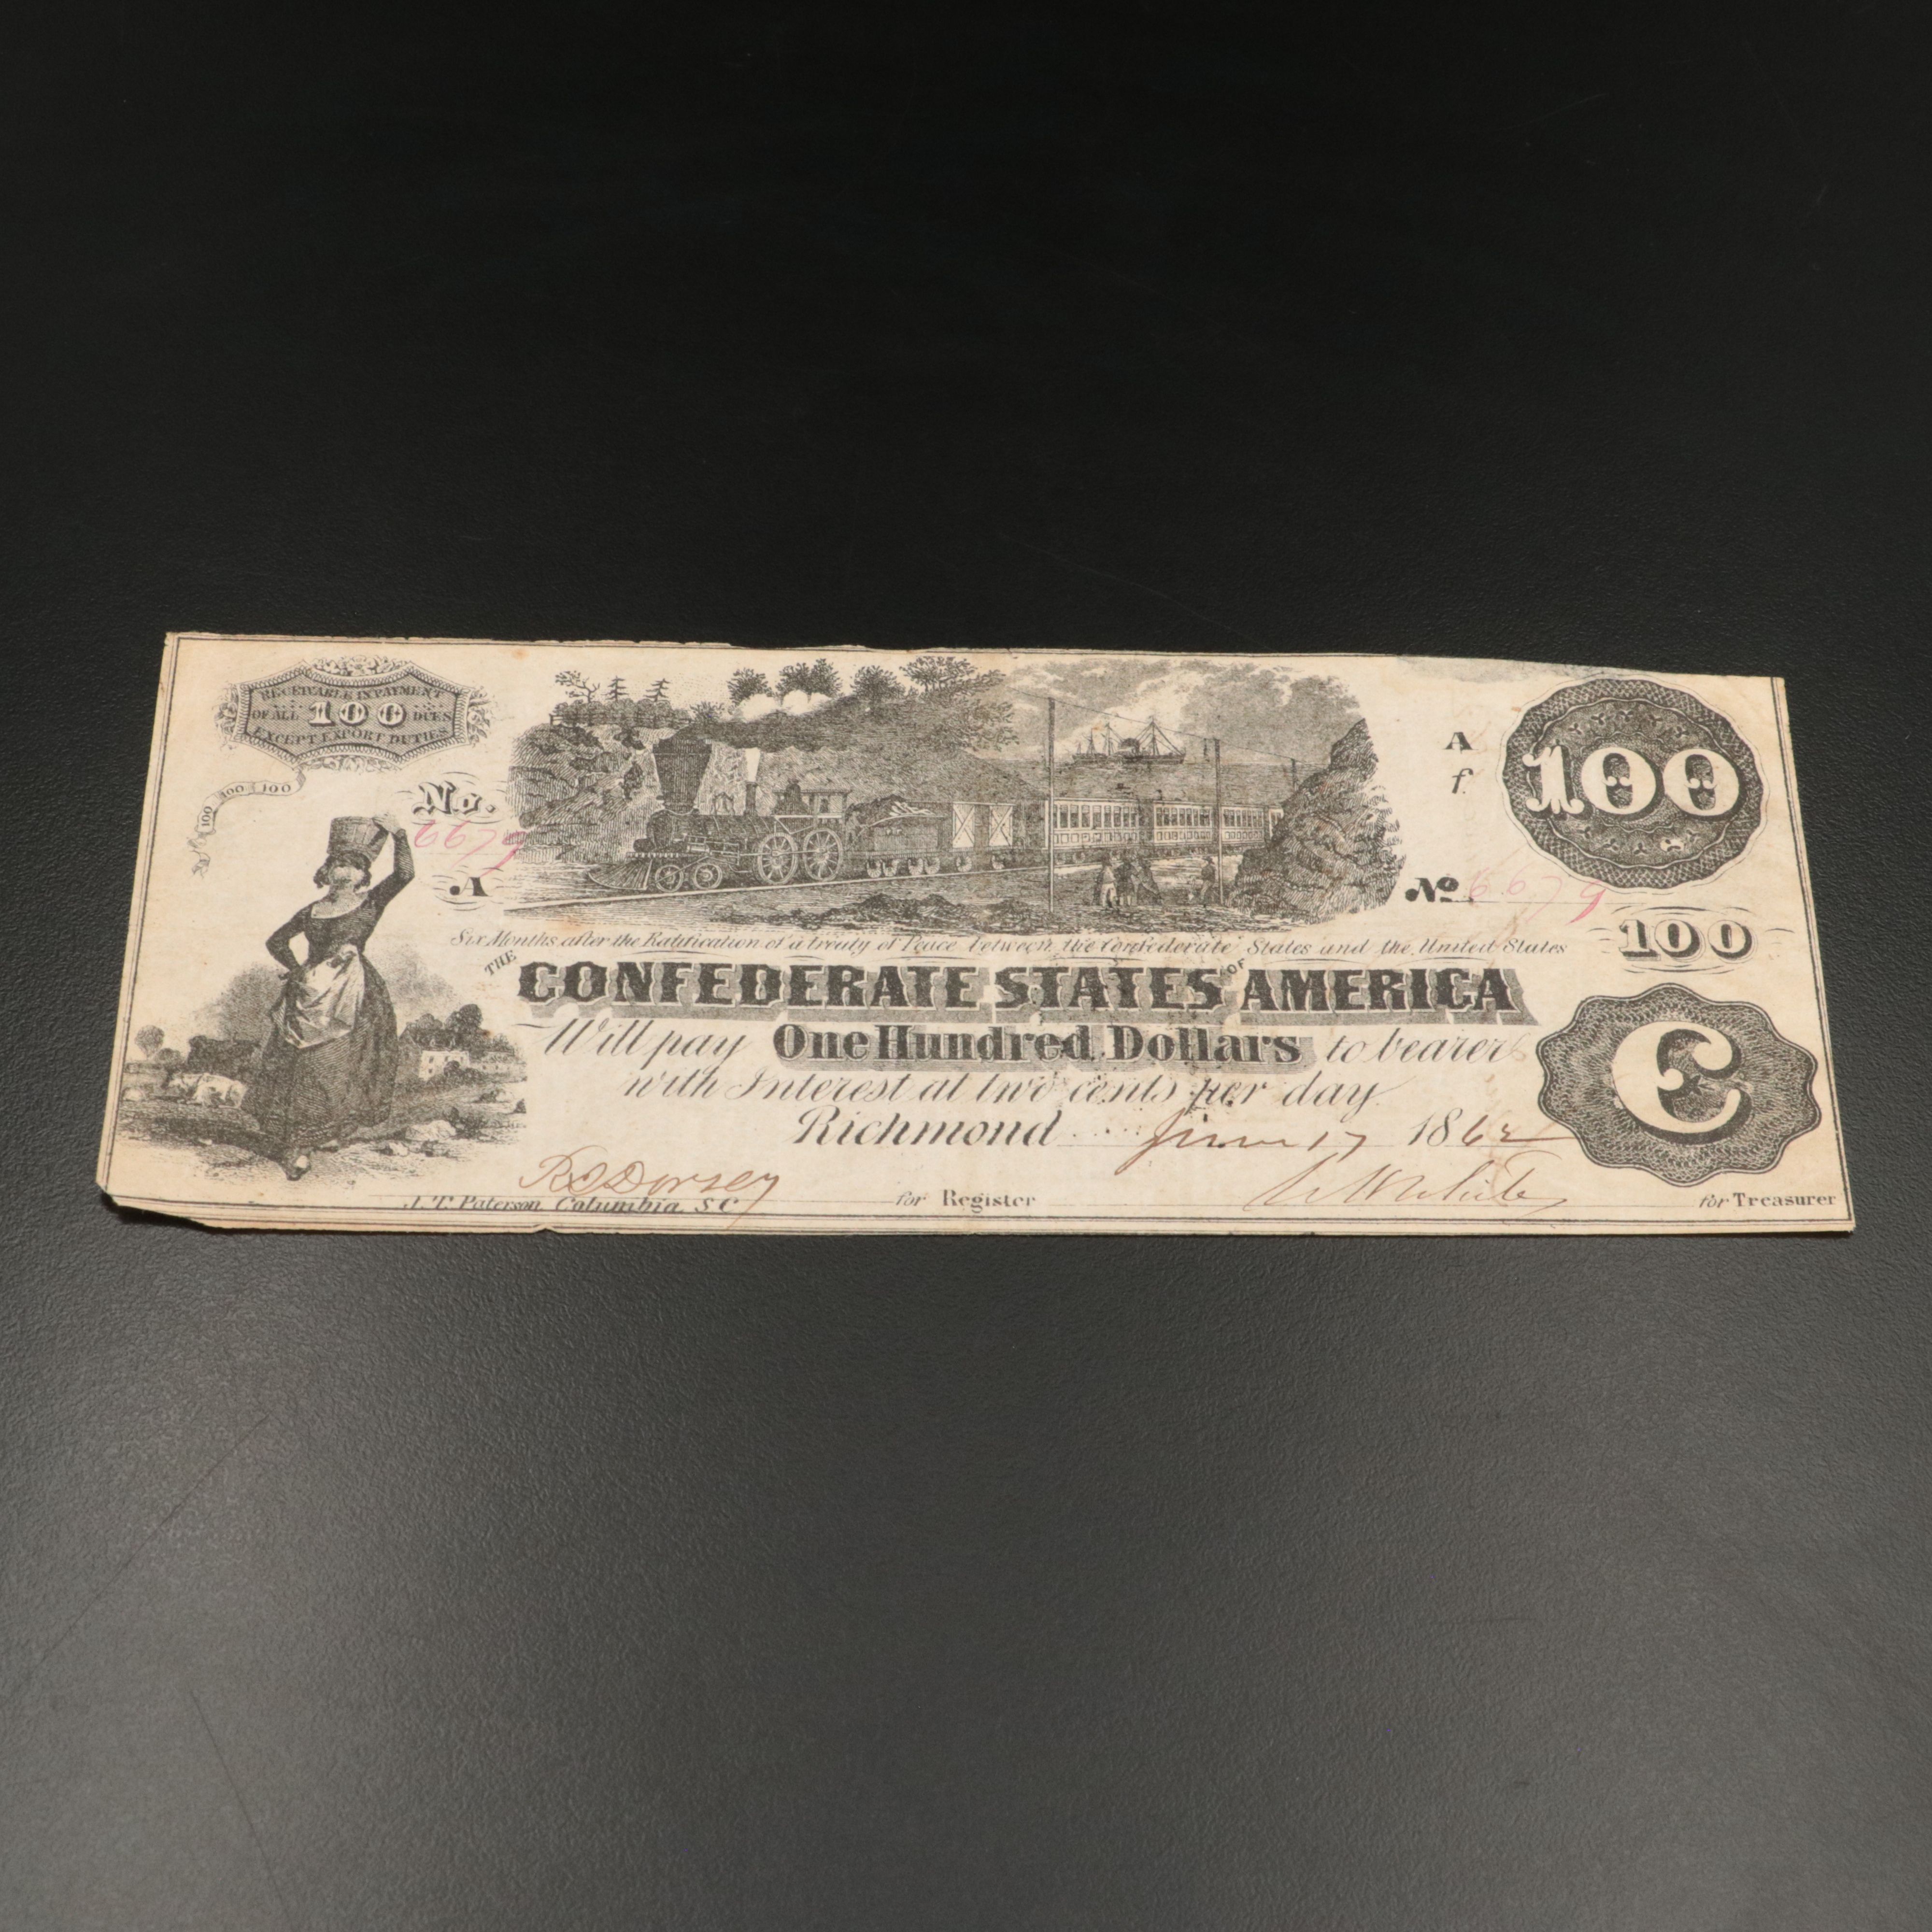 RECEIVABLE IN PAYMENT
OF ALL 100 DUES
EXCEPT EXPORT DUTIES
100 100 100
No.
6679
A
A
f.
100
No 6679
100
Six Months after the Ratification of a treaty of Peace between the Confederate States and the United States
THE CONFEDERATE STATES OF AMERICA
Will pay One Hundred Dollars to bearer
with Interest at two cents per day.
Richmond June 17 1862
C
R S Dorsey for Register
White for Treasurer
J. T. Paterson Columbia, S C